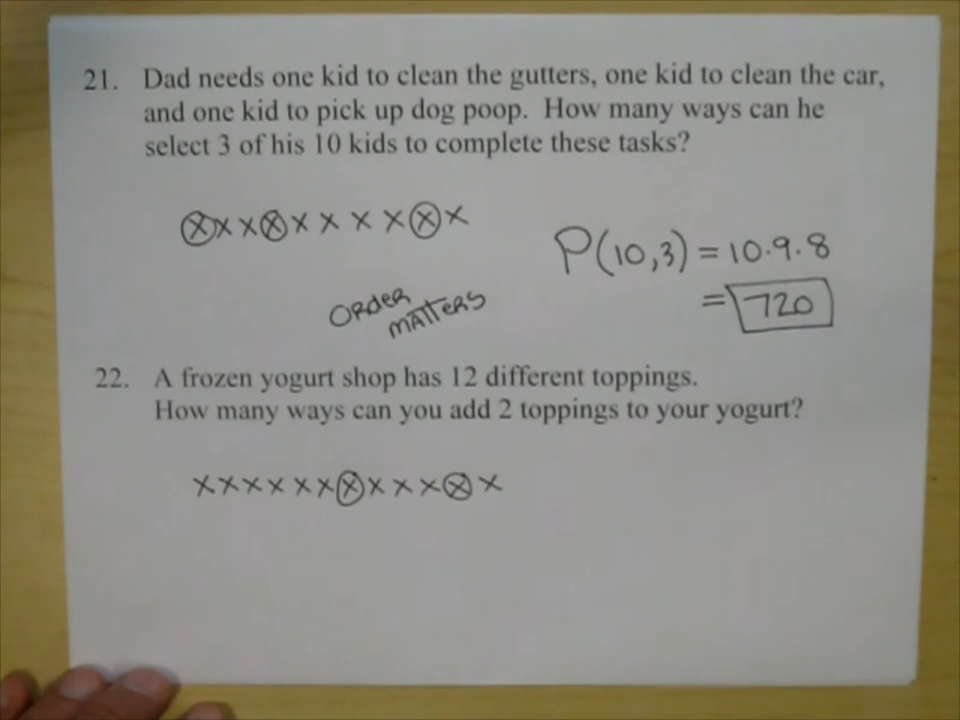 21. Dad needs one kid to clean the gutters, one kid to clean the car,
and one kid to pick up dog poop. How many ways can he
select 3 of his 10 kids to complete these tasks?
ⓧxxⓧxxxxⓧx
P(10,3) = 10·9·8
= 720
ORDER
MATTERS
22. A frozen yogurt shop has 12 different toppings.
How many ways can you add 2 toppings to your yogurt?
xxxxxxⓧxxxⓧx